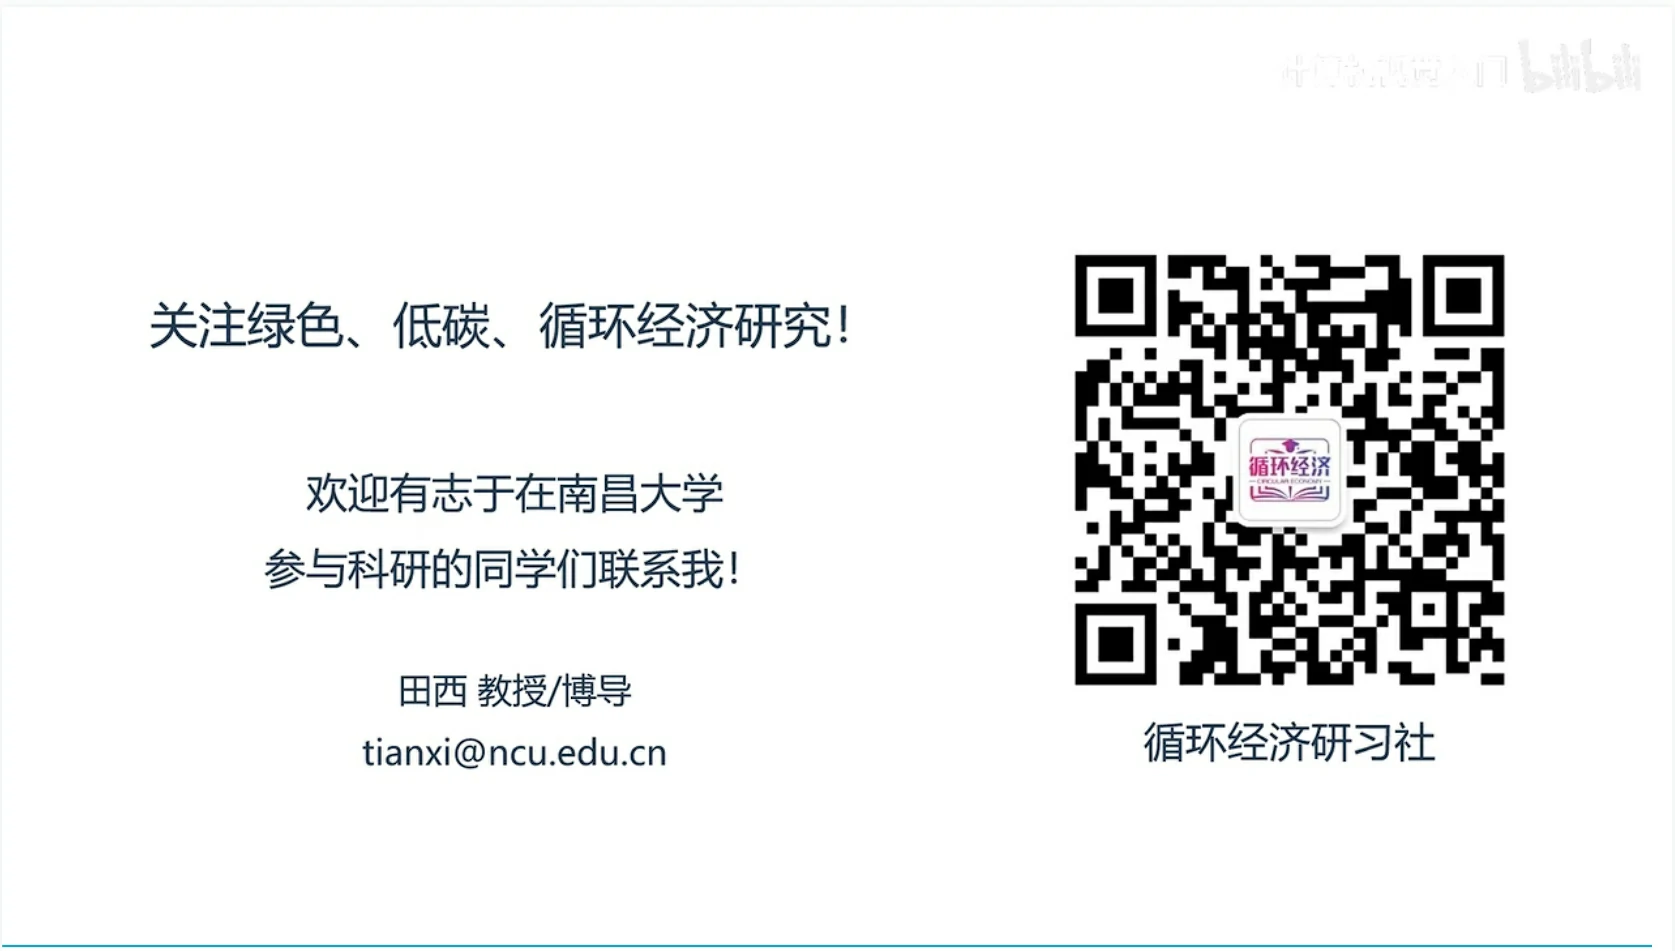 bilibili
关注绿色、低碳、循环经济研究！
欢迎有志于在南昌大学
参与科研的同学们联系我！
田西 教授/博导
tianxi@ncu.edu.cn
循环经济
CIRCULAR ECONOMY
循环经济研习社